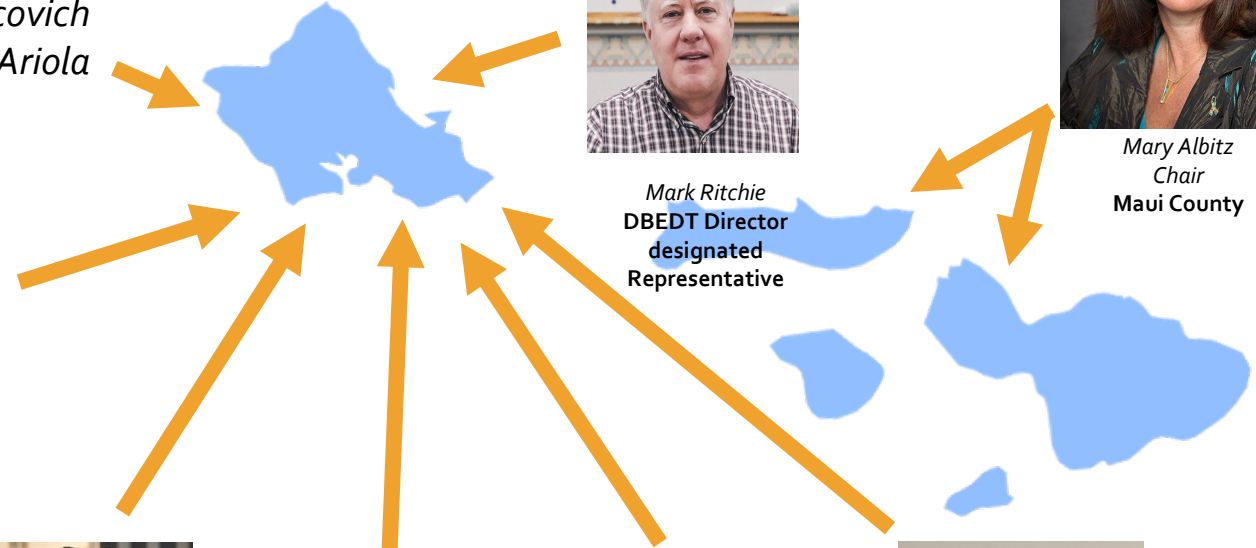 covich
Ariola
Mark Ritchie
DBEDT Director
designated
Representative
Mary Albitz
Chair
Maui County